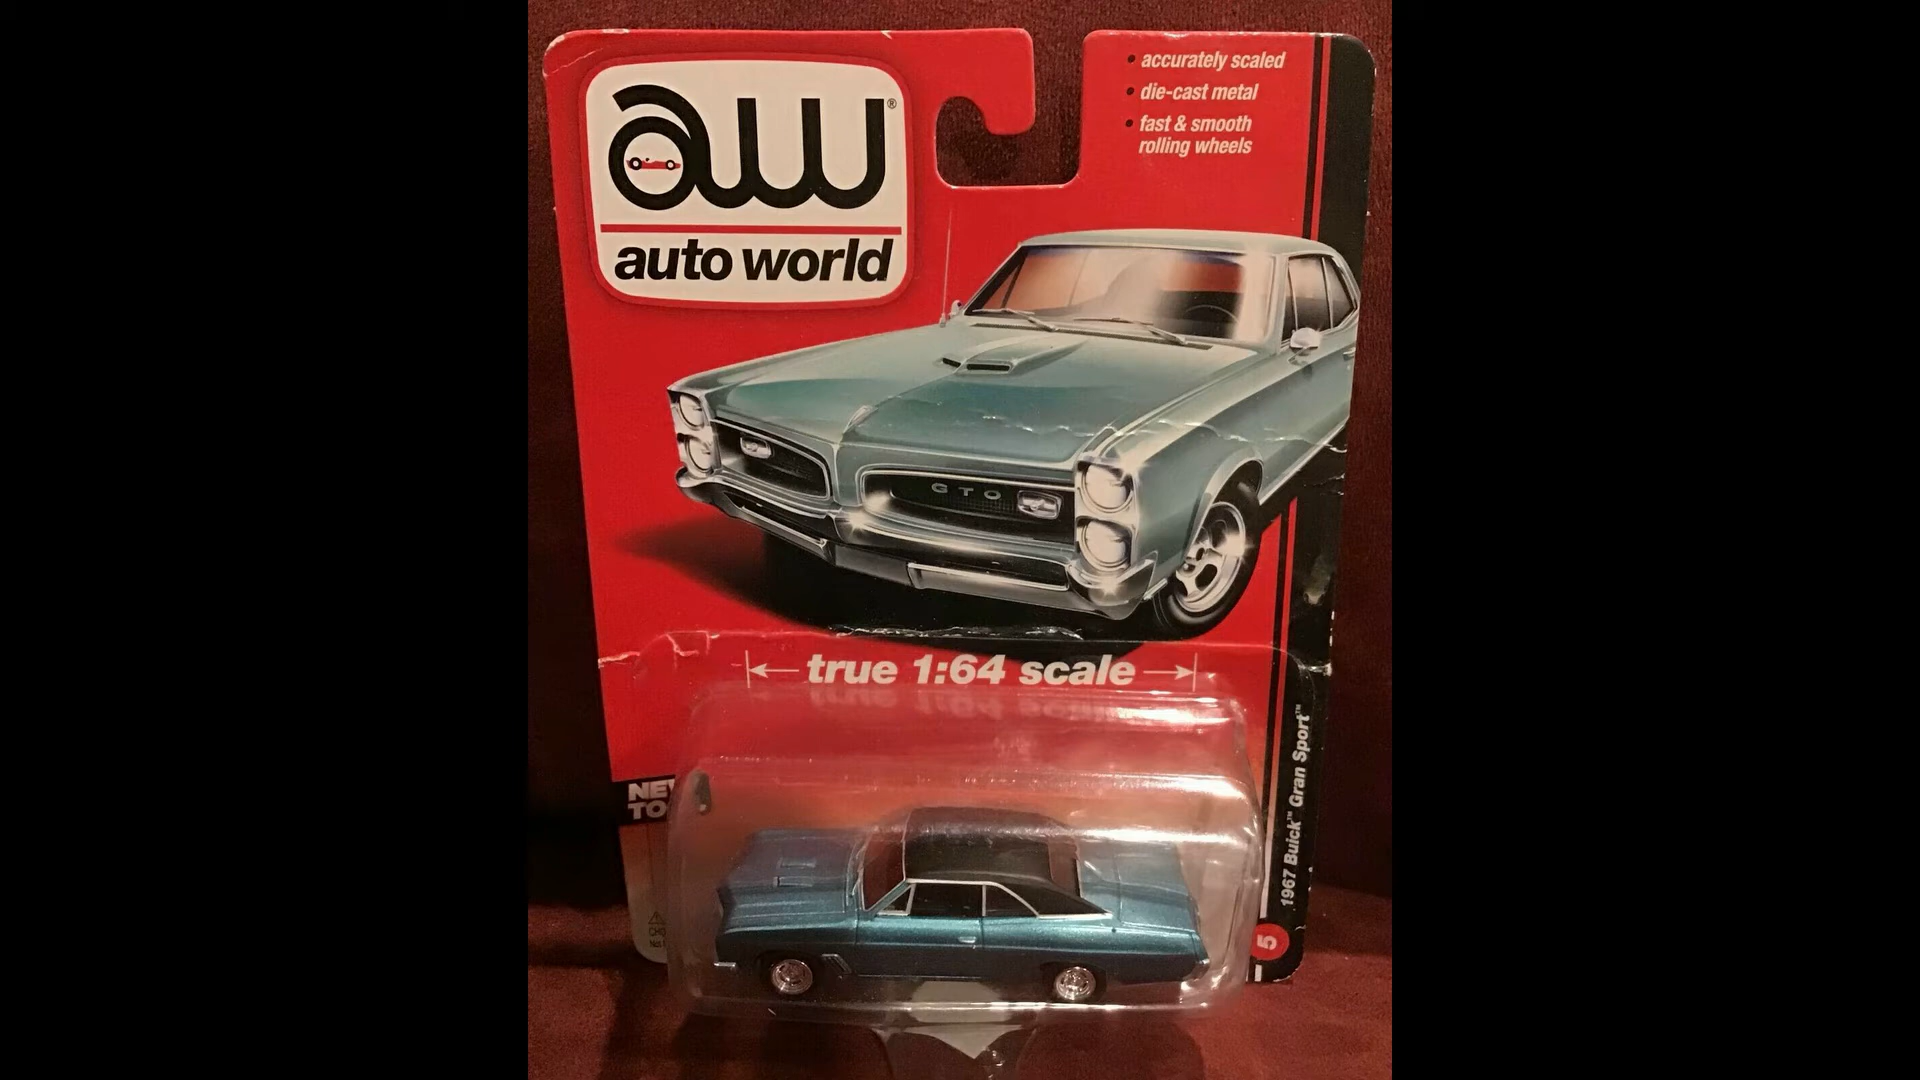 aw®
auto world
• accurately scaled
• die-cast metal
• fast & smooth
rolling wheels
GTO
true 1:64 scale
1967 Buick™ Gran Sport™
5